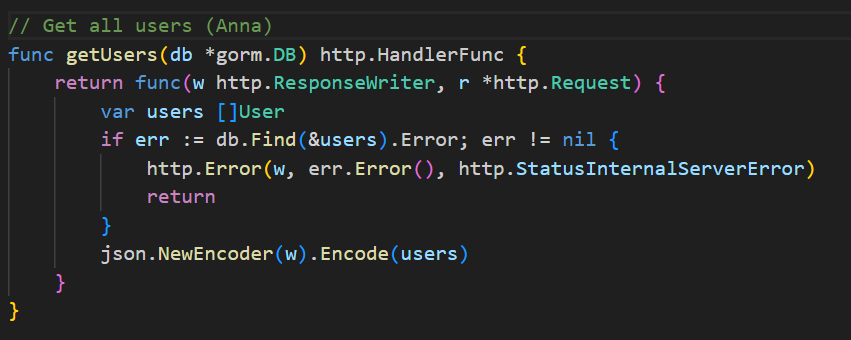 // Get all users (Anna)
func getUsers(db *gorm.DB) http.HandlerFunc {
    return func(w http.ResponseWriter, r *http.Request) {
        var users []User
        if err := db.Find(&users).Error; err != nil {
            http.Error(w, err.Error(), http.StatusInternalServerError)
            return
        }
        json.NewEncoder(w).Encode(users)
    }
}